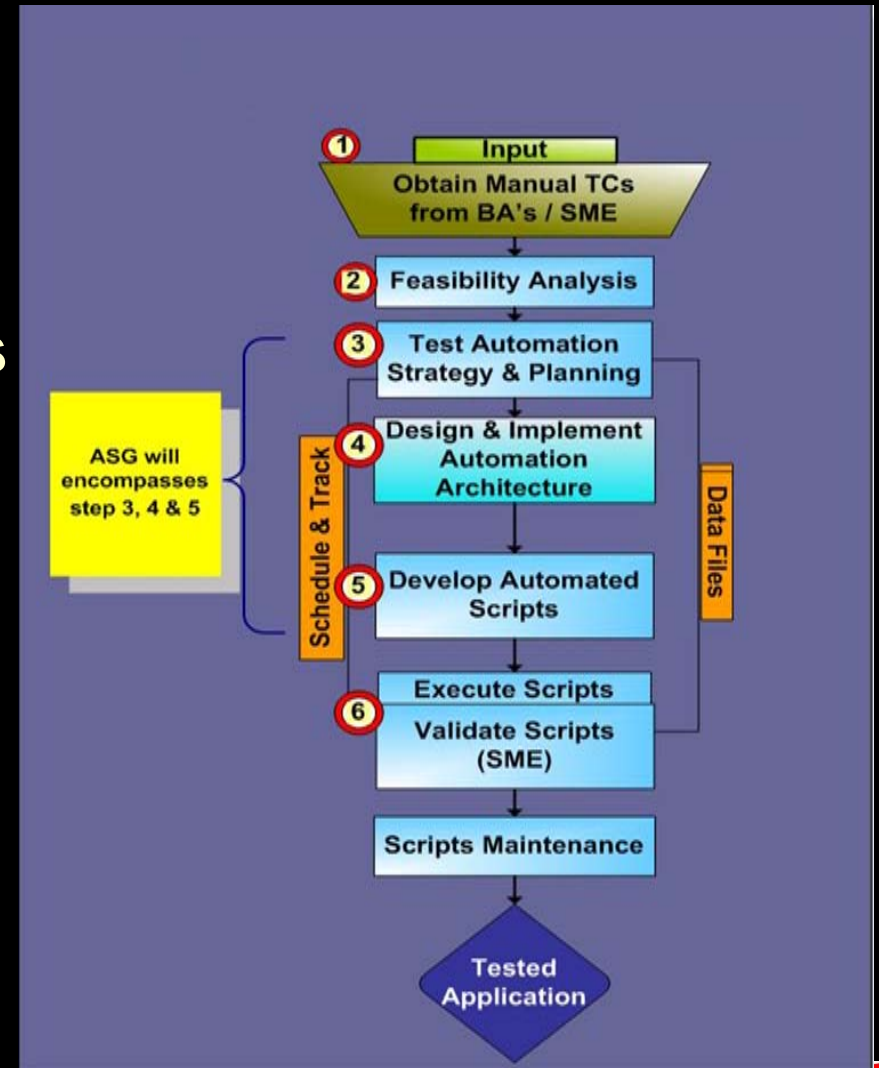 1
Input
Obtain Manual TCs
from BA's / SME
2
Feasibility Analysis
s
3
Test Automation
Strategy & Planning
ASG will
encompasses
step 3, 4 & 5
Schedule & Track
4
Design & Implement
Automation
Architecture
Data Files
5
Develop Automated
Scripts
Execute Scripts
6
Validate Scripts
(SME)
Scripts Maintenance
Tested
Application